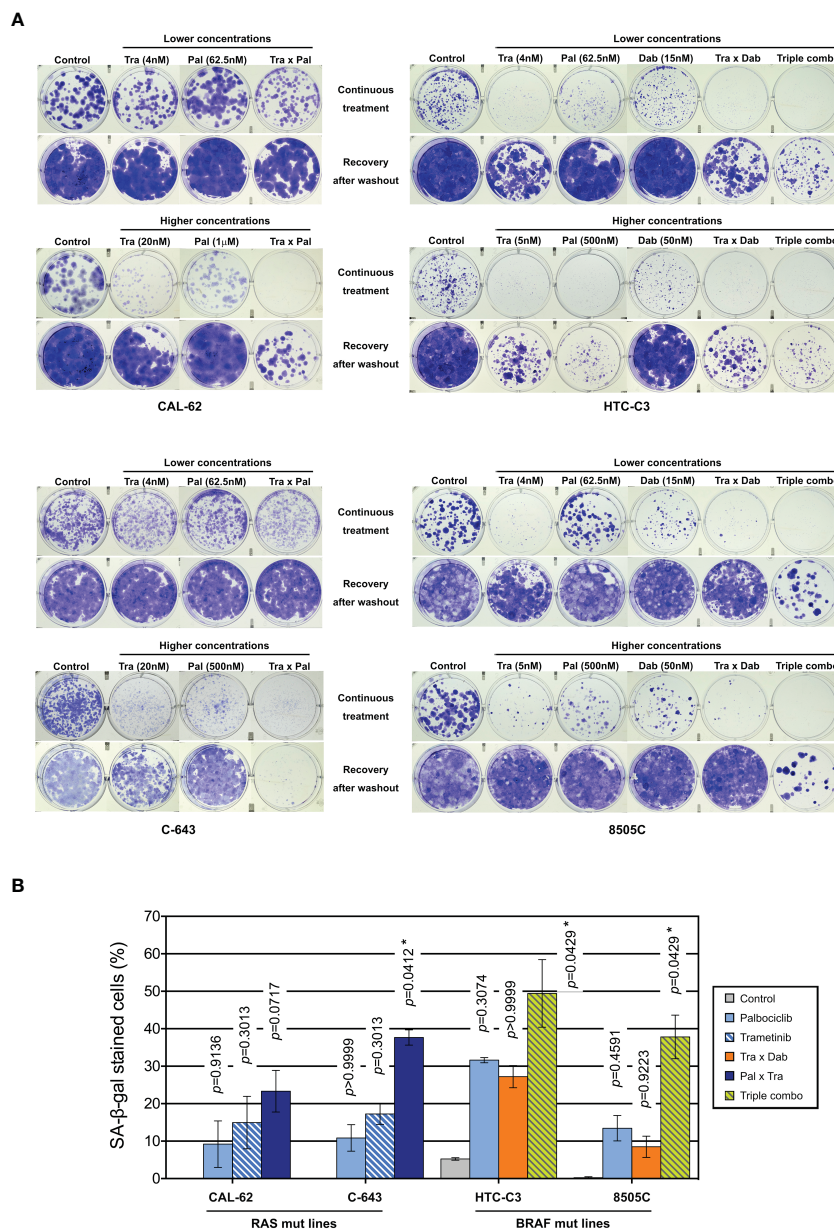 A
Lower concentrations
Control Tra (4nM) Pal (62.5nM) Tra x Pal
Continuous
treatment
Recovery
after washout
Higher concentrations
Control Tra (20nM) Pal (1µM) Tra x Pal
Continuous
treatment
Recovery
after washout
CAL-62
Lower concentrations
Control Tra (4nM) Pal (62.5nM) Dab (15nM) Tra x Dab Triple combo
Higher concentrations
Control Tra (5nM) Pal (500nM) Dab (50nM) Tra x Dab Triple combo
HTC-C3
Lower concentrations
Control Tra (4nM) Pal (62.5nM) Tra x Pal
Continuous
treatment
Recovery
after washout
Higher concentrations
Control Tra (20nM) Pal (500nM) Tra x Pal
Continuous
treatment
Recovery
after washout
C-643
Lower concentrations
Control Tra (4nM) Pal (62.5nM) Dab (15nM) Tra x Dab Triple combo
Higher concentrations
Control Tra (5nM) Pal (500nM) Dab (50nM) Tra x Dab Triple combo
8505C
B
SA-β-gal stained cells (%)
70
60
50
40
30
20
10
0
p=0.9136
p=0.3013
p=0.0717
p>0.9999
p=0.3013
p=0.0412 *
p=0.3074
p>0.9999
p=0.0429 *
p=0.4591
p=0.9223
p=0.0429 *
CAL-62 C-643 HTC-C3 8505C
RAS mut lines BRAF mut lines
Control
Palbociclib
Trametinib
Tra x Dab
Pal x Tra
Triple combo